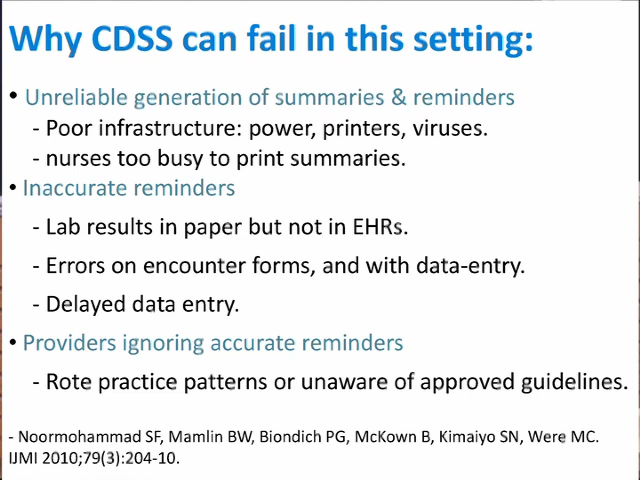 Why CDSS can fail in this setting:
• Unreliable generation of summaries & reminders
- Poor infrastructure: power, printers, viruses.
- nurses too busy to print summaries.
• Inaccurate reminders
- Lab results in paper but not in EHRs.
- Errors on encounter forms, and with data-entry.
- Delayed data entry.
• Providers ignoring accurate reminders
- Rote practice patterns or unaware of approved guidelines.
- Noormohammad SF, Mamlin BW, Biondich PG, McKown B, Kimaiyo SN, Were MC.
IJMI 2010;79(3):204-10.